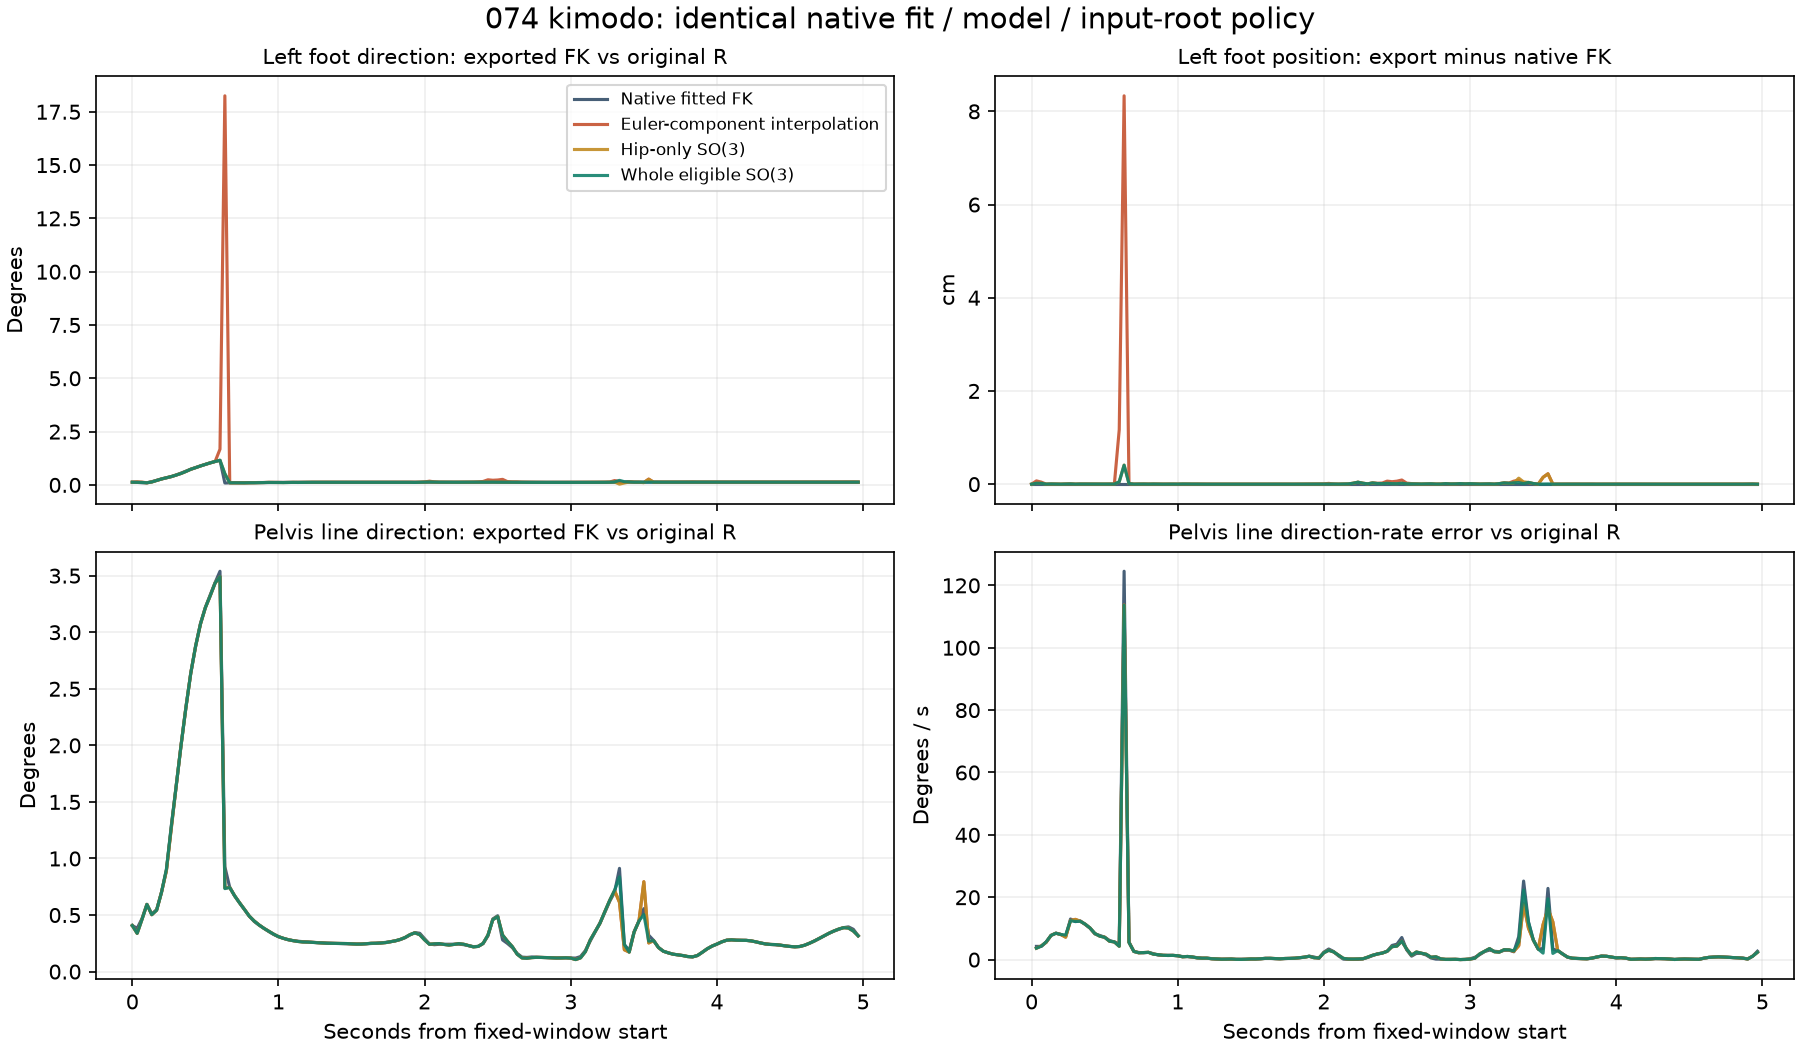 074 kimodo: identical native fit / model / input-root policy
Left foot direction: exported FK vs original R
Degrees
17.5
15.0
12.5
10.0
7.5
5.0
2.5
0.0
Native fitted FK
Euler-component interpolation
Hip-only SO(3)
Whole eligible SO(3)
Left foot position: export minus native FK
cm
8
6
4
2
0
Pelvis line direction: exported FK vs original R
Degrees
3.5
3.0
2.5
2.0
1.5
1.0
0.5
0.0
0 1 2 3 4 5
Seconds from fixed-window start
Pelvis line direction-rate error vs original R
Degrees / s
120
100
80
60
40
20
0
0 1 2 3 4 5
Seconds from fixed-window start